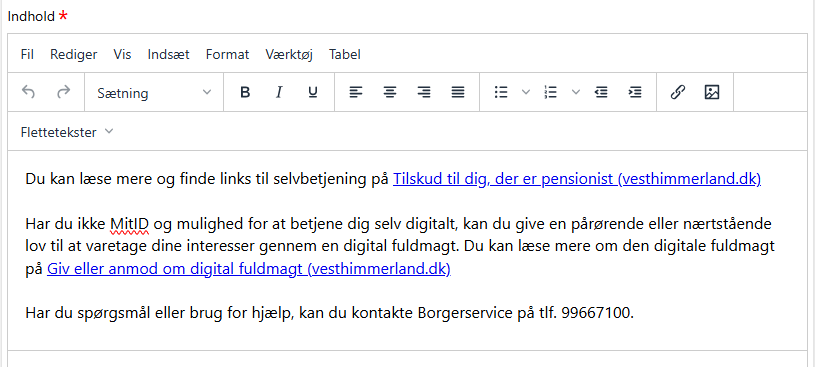 Indhold *
Fil Rediger Vis Indsæt Format Værktøj Tabel
Sætning B I U
Flettetekster
Du kan læse mere og finde links til selvbetjening på Tilskud til dig, der er pensionist (vesthimmerland.dk)
Har du ikke MitID og mulighed for at betjene dig selv digitalt, kan du give en pårørende eller nærtstående
lov til at varetage dine interesser gennem en digital fuldmagt. Du kan læse mere om den digitale fuldmagt
på Giv eller anmod om digital fuldmagt (vesthimmerland.dk)
Har du spørgsmål eller brug for hjælp, kan du kontakte Borgerservice på tlf. 99667100.